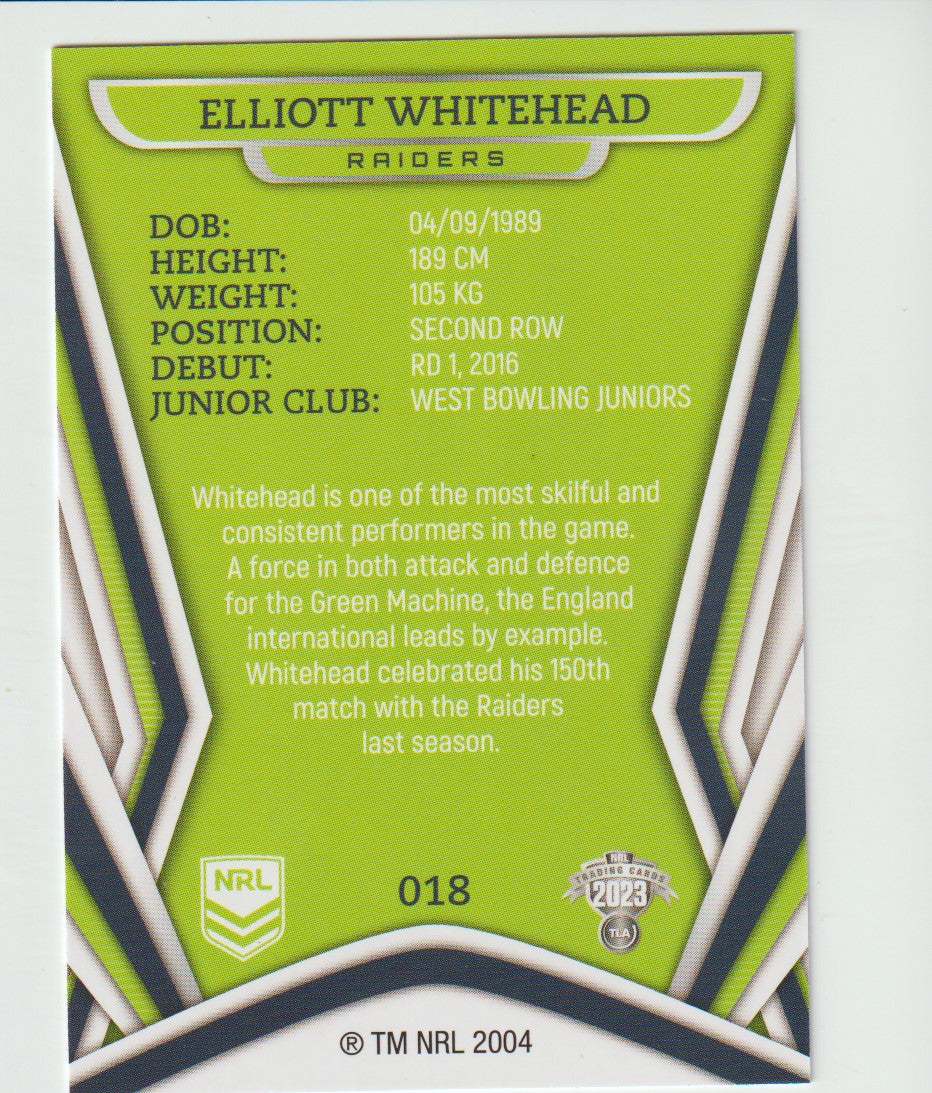 ELLIOTT WHITEHEAD
RAIDERS
DOB: 04/09/1989
HEIGHT: 189 CM
WEIGHT: 105 KG
POSITION: SECOND ROW
DEBUT: RD 1, 2016
JUNIOR CLUB: WEST BOWLING JUNIORS
Whitehead is one of the most skilful and
consistent performers in the game.
A force in both attack and defence
for the Green Machine, the England
international leads by example.
Whitehead celebrated his 150th
match with the Raiders
last season.
NRL
018
NRL
TRADING CARDS
2023
TLA
® TM NRL 2004